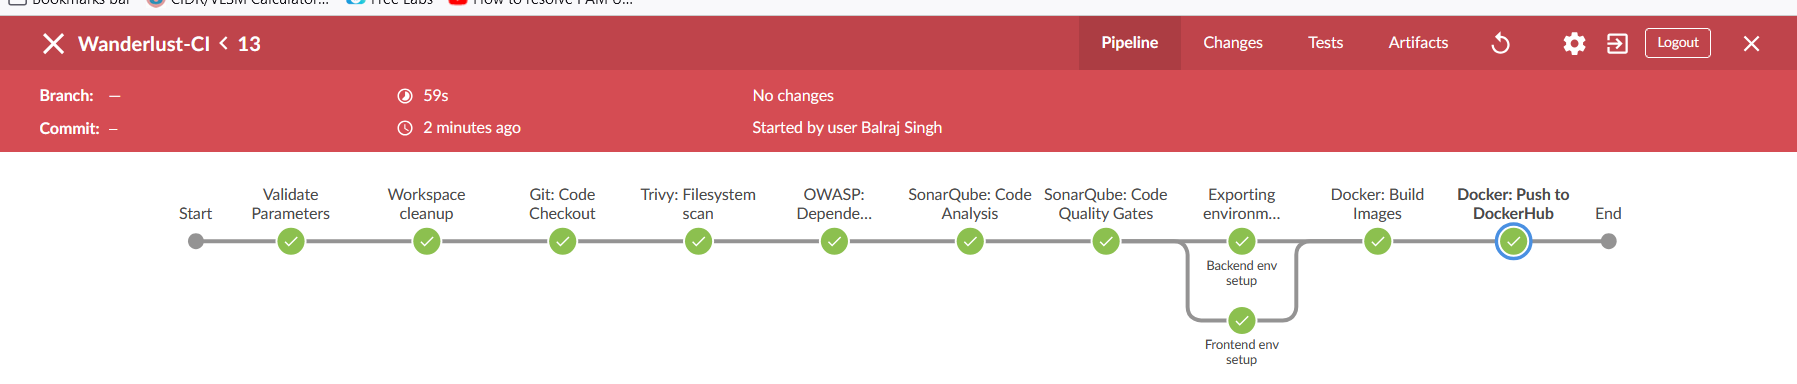 Bookmarks bar CIDR/VLSM Calculator... Free Labs How to resolve PAM 0...
Wanderlust-CI < 13 Pipeline Changes Tests Artifacts Logout
Branch: — 59s No changes
Commit: – 2 minutes ago Started by user Balraj Singh
Start
Validate
Parameters
Workspace
cleanup
Git: Code
Checkout
Trivy: Filesystem
scan
OWASP:
Depende...
SonarQube: Code
Analysis
SonarQube: Code
Quality Gates
Exporting
environm...
Docker: Build
Images
Docker: Push to
DockerHub
End
Backend env
setup
Frontend env
setup